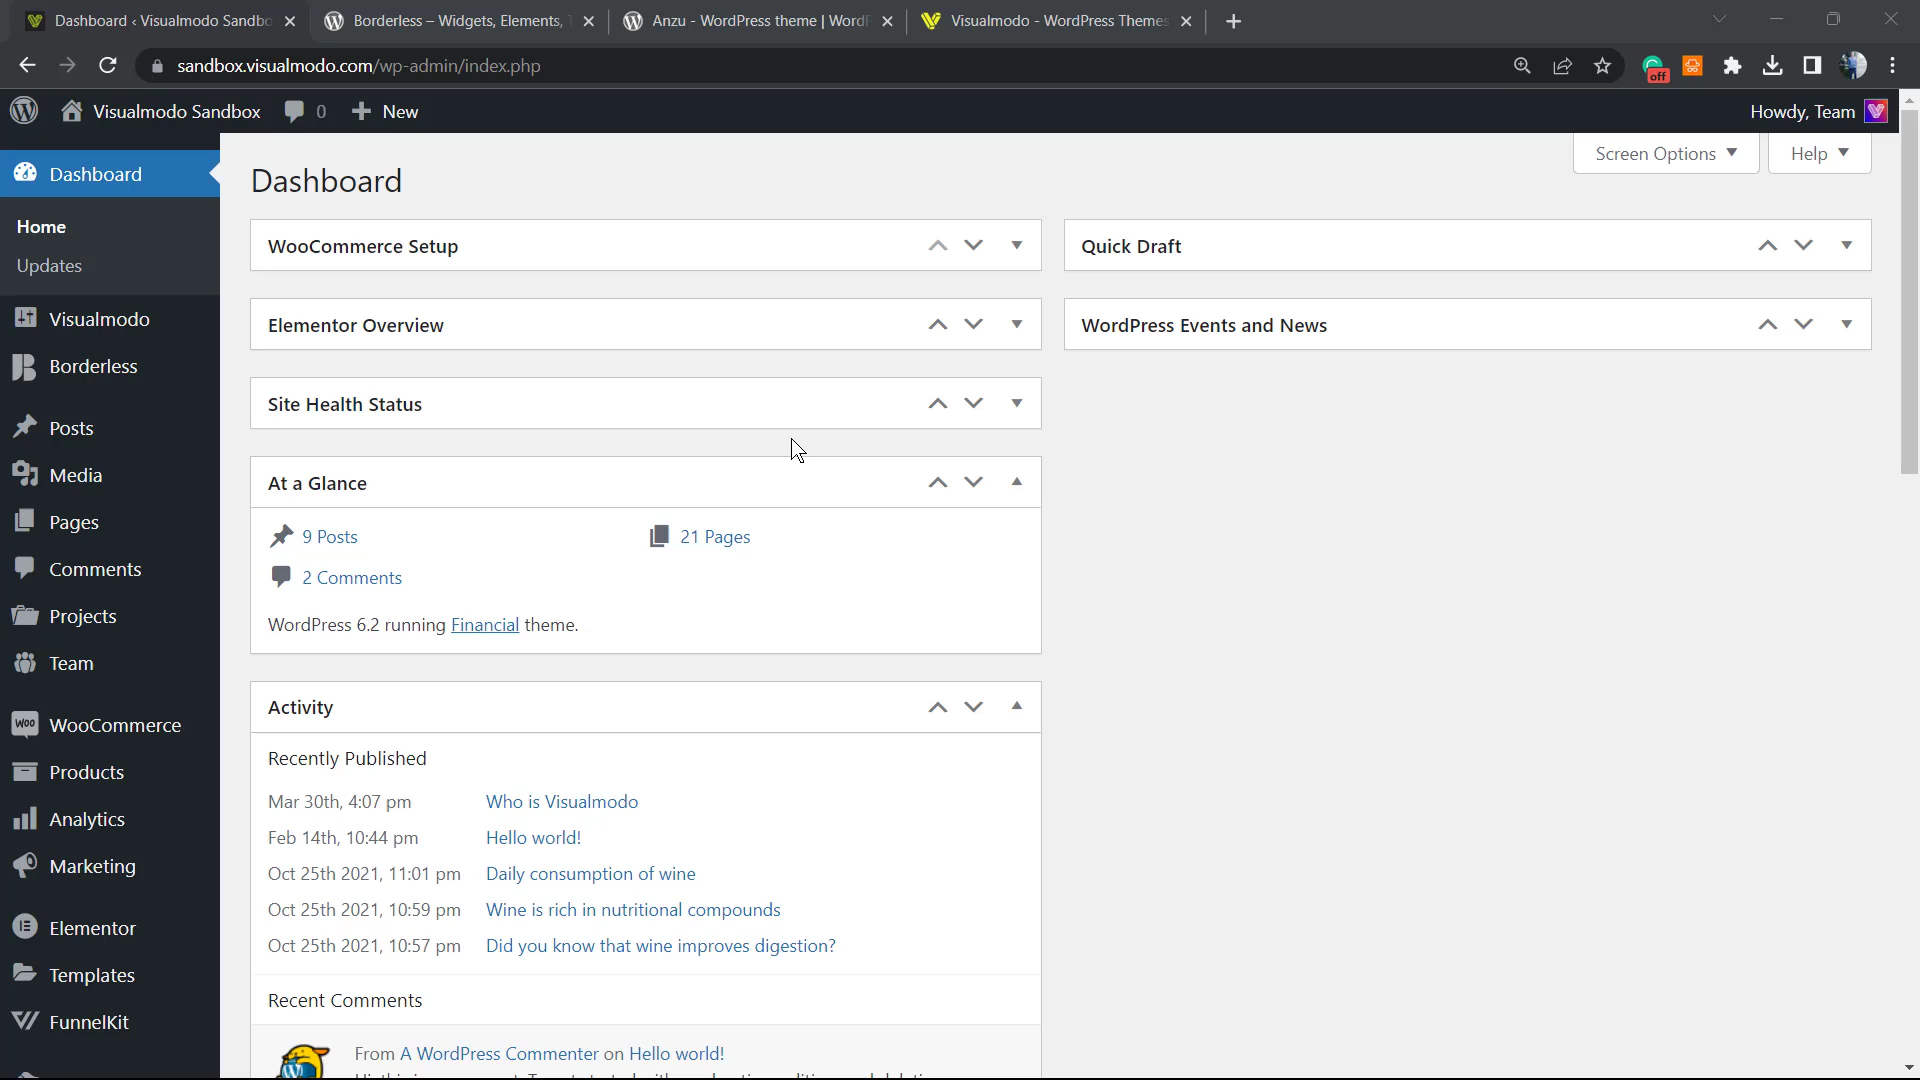 Dashboard ‹ Visualmodo Sandbo
Borderless – Widgets, Elements,
Anzu - WordPress theme | Word
Visualmodo - WordPress Themes
sandbox.visualmodo.com/wp-admin/index.php
off
Visualmodo Sandbox
0
New
Howdy, Team
Dashboard
Home
Updates
Visualmodo
Borderless
Posts
Media
Pages
Comments
Projects
Team
WooCommerce
Products
Analytics
Marketing
Elementor
Templates
FunnelKit
Screen Options
Help
Dashboard
WooCommerce Setup
Elementor Overview
Site Health Status
At a Glance
9 Posts
21 Pages
2 Comments
WordPress 6.2 running Financial theme.
Activity
Recently Published
Mar 30th, 4:07 pm Who is Visualmodo
Feb 14th, 10:44 pm Hello world!
Oct 25th 2021, 11:01 pm Daily consumption of wine
Oct 25th 2021, 10:59 pm Wine is rich in nutritional compounds
Oct 25th 2021, 10:57 pm Did you know that wine improves digestion?
Recent Comments
From A WordPress Commenter on Hello world!
Quick Draft
WordPress Events and News